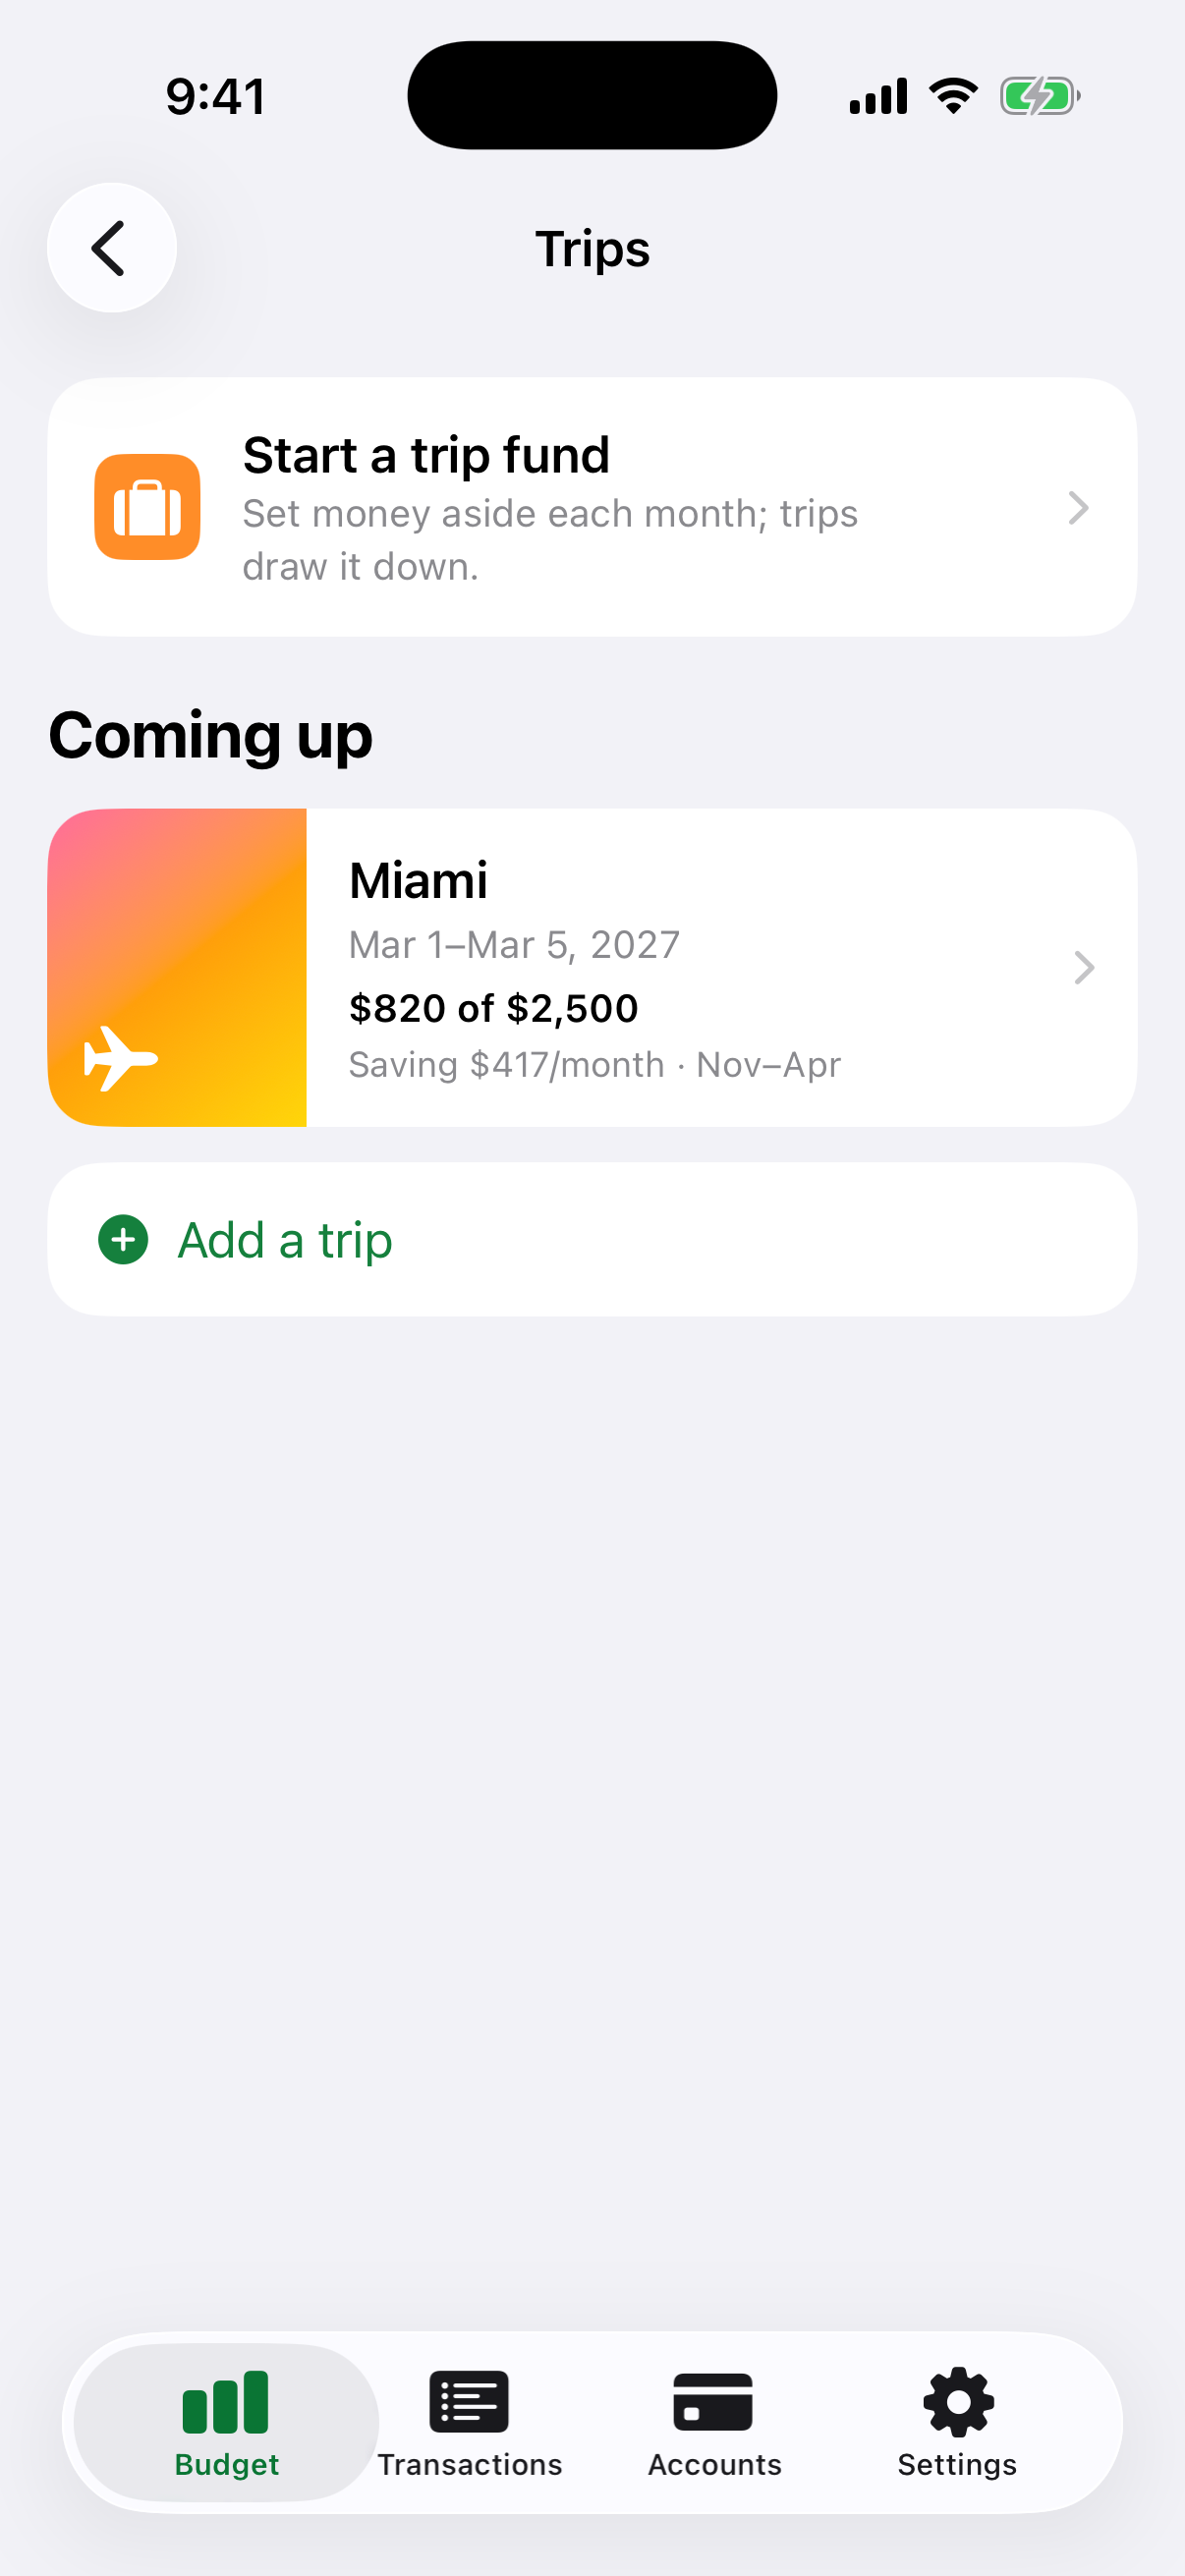 9:41
Trips
Start a trip fund
Set money aside each month; trips
draw it down.
Coming up
Miami
Mar 1–Mar 5, 2027
$820 of $2,500
Saving $417/month · Nov–Apr
Add a trip
Budget
Transactions
Accounts
Settings